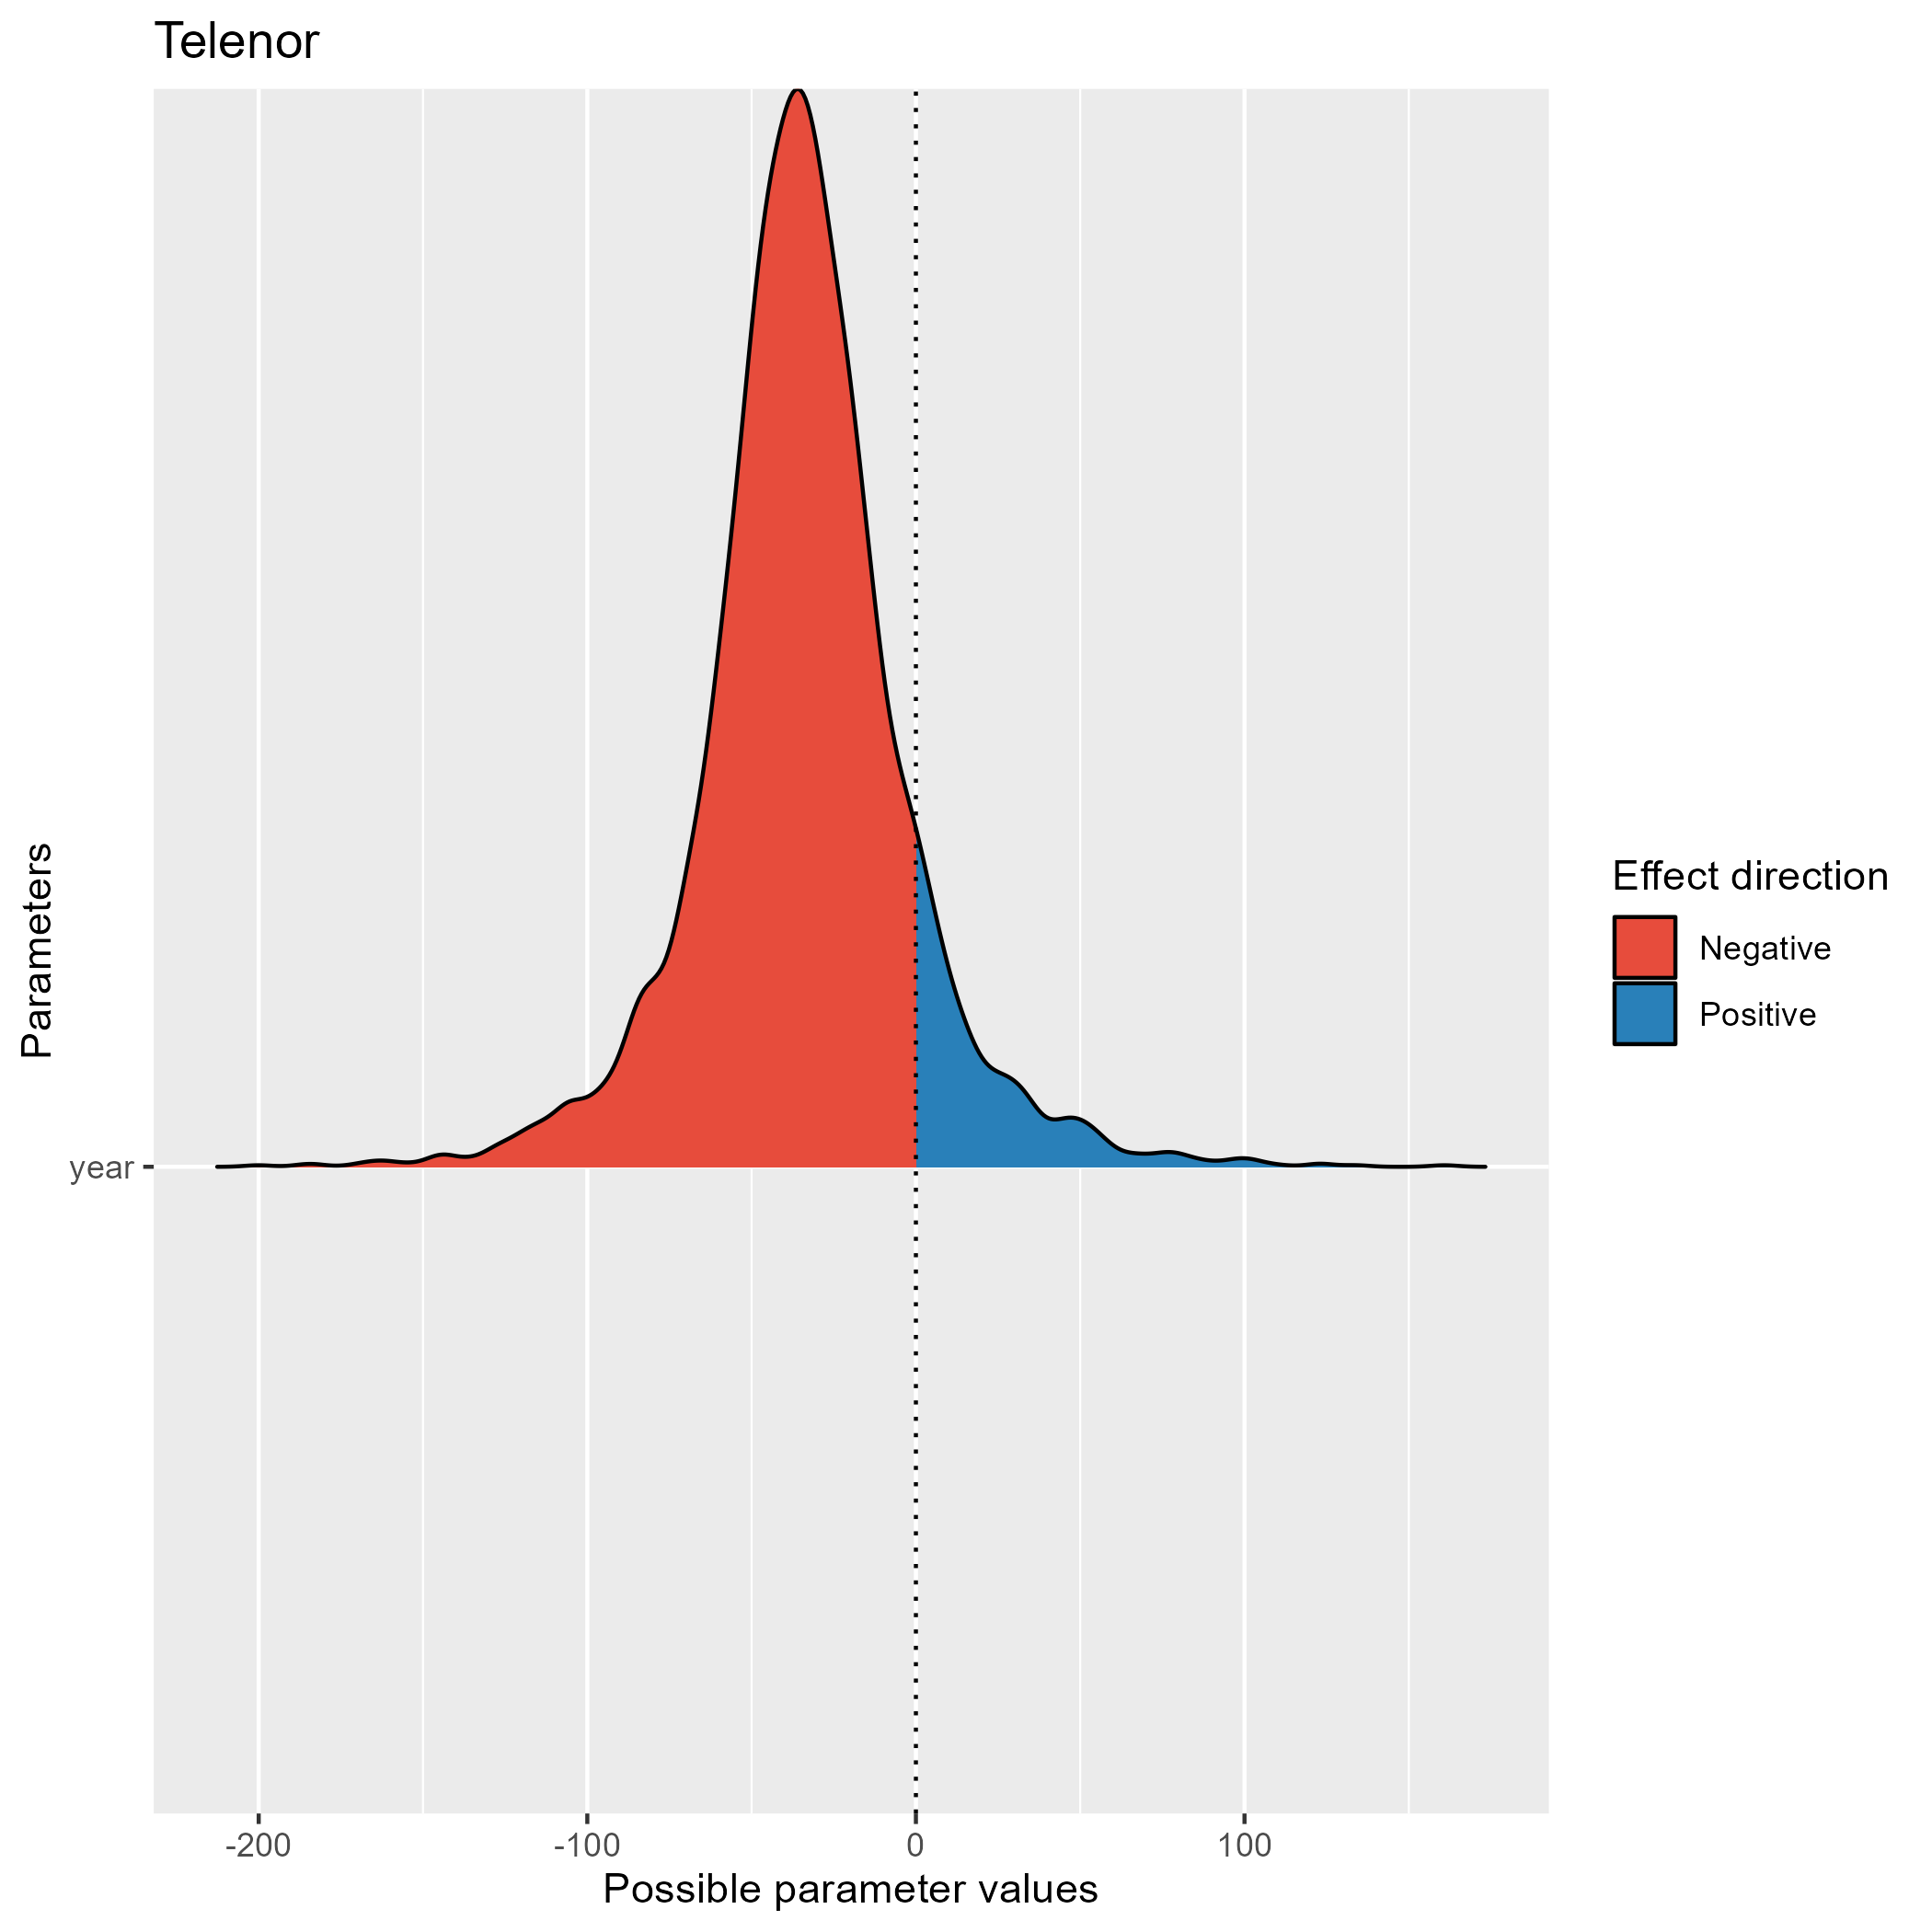 Telenor
Parameters
year
Effect direction
Negative
Positive
-200
-100
0
100
Possible parameter values